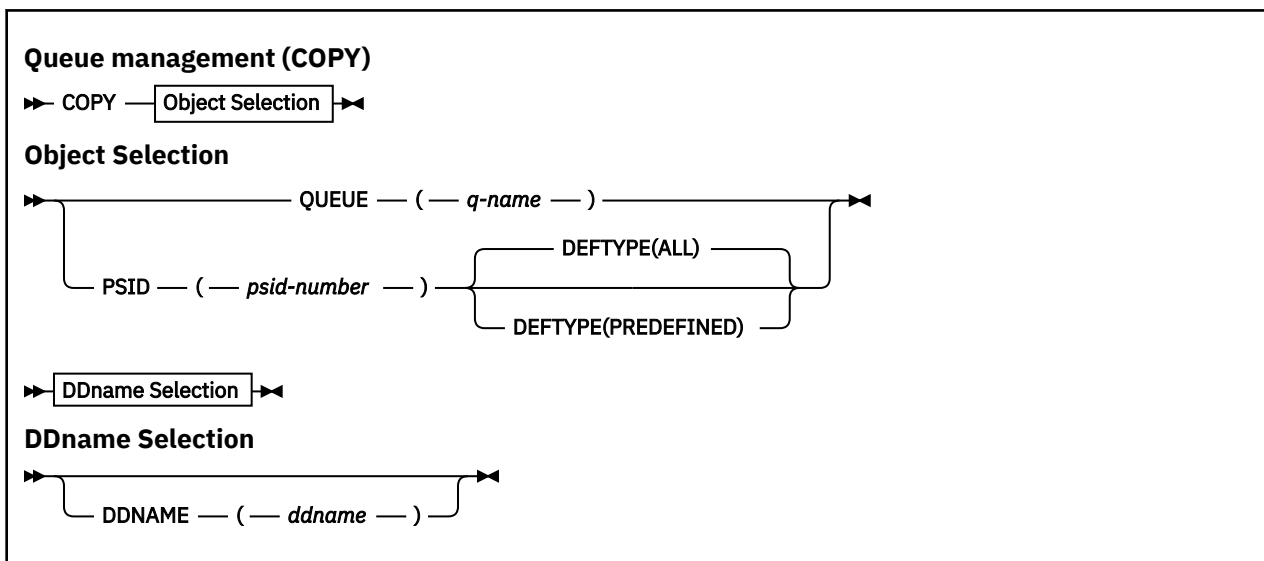 Queue management (COPY)
COPY Object Selection
Object Selection
QUEUE ( q-name )
DEFTYPE(ALL)
PSID ( psid-number )
DEFTYPE(PREDEFINED)
DDname Selection
DDname Selection
DDNAME ( ddname )